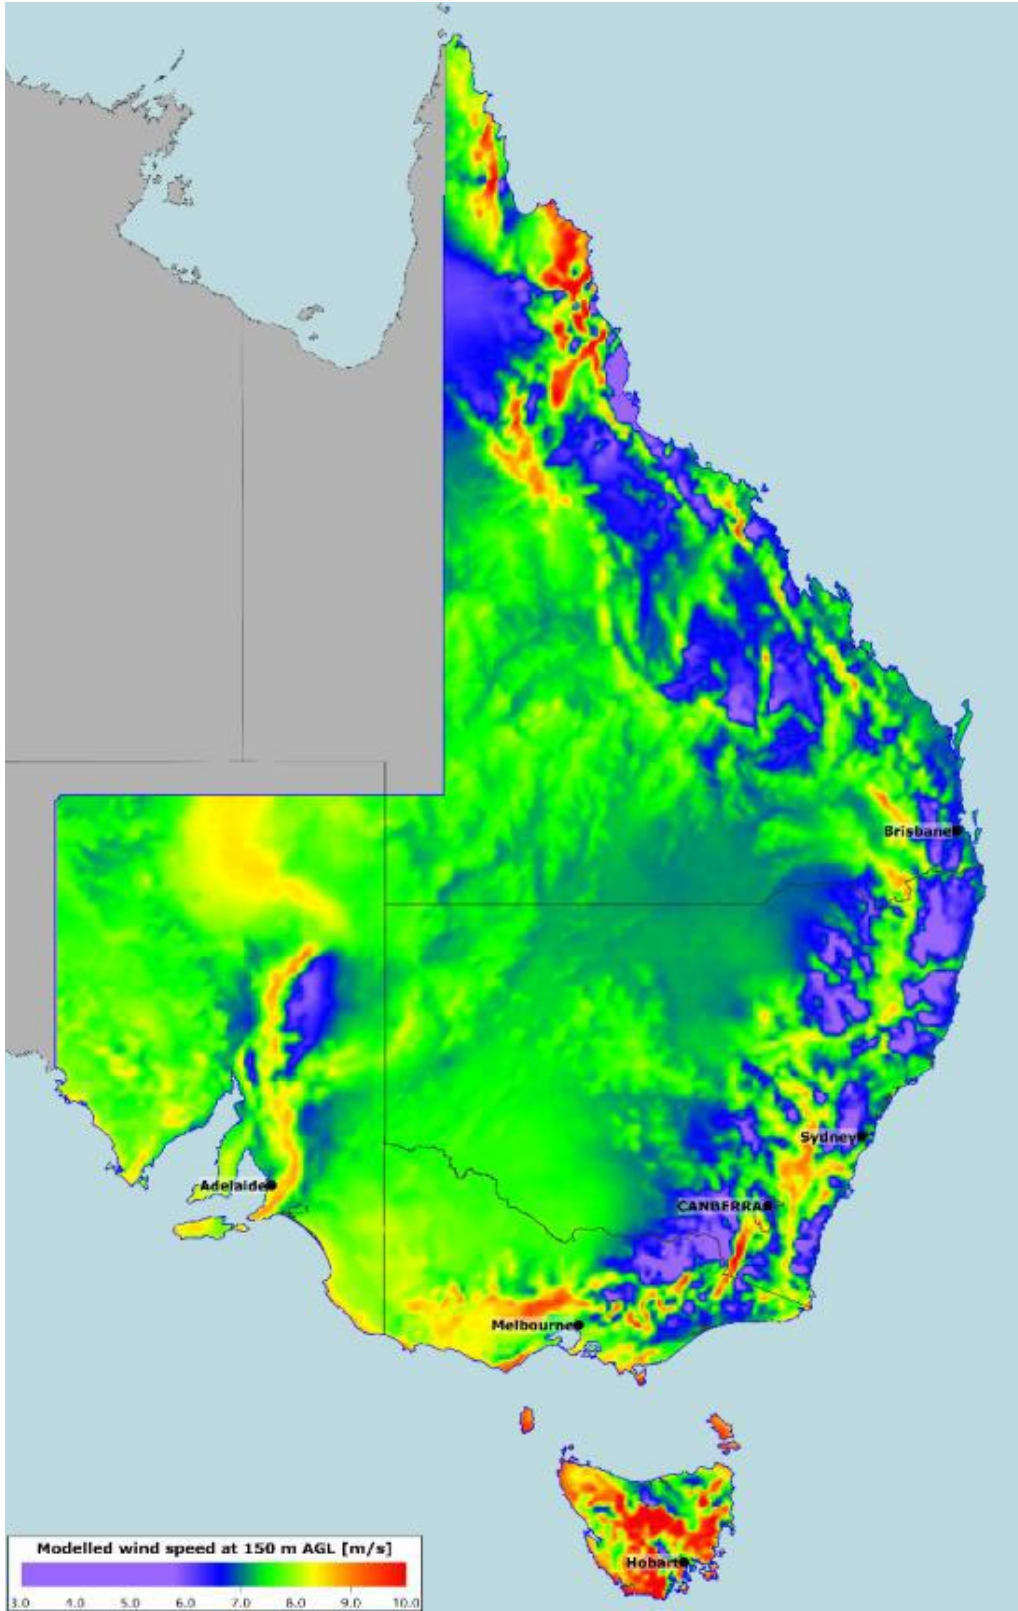 Brisbane
Sydney
Adelaide
CANBERRA
Melbourne
Hobart
Modelled wind speed at 150 m AGL [m/s]
3.0 4.0 5.0 6.0 7.0 8.0 9.0 10.0